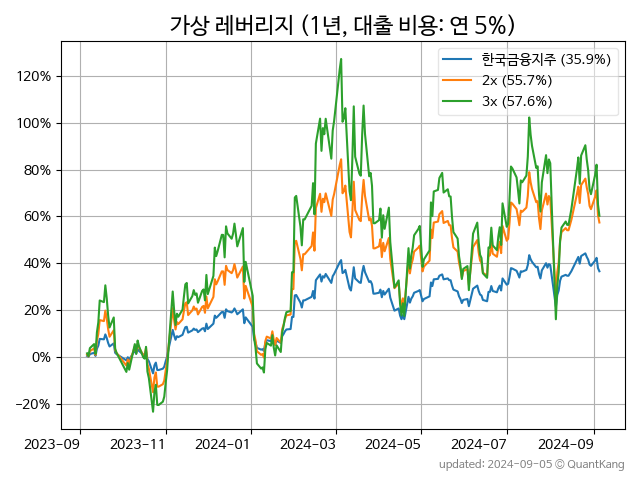 가상 레버리지 (1년, 대출 비용: 연 5%)
한국금융지주 (35.9%)
2x (55.7%)
3x (57.6%)
120%
100%
80%
60%
40%
20%
0%
−20%
2023-09 2023-11 2024-01 2024-03 2024-05 2024-07 2024-09
updated: 2024-09-05 © QuantKang